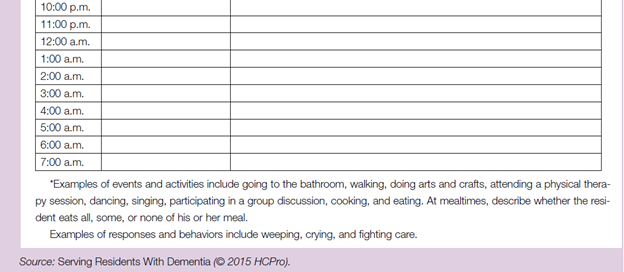 10:00 p.m.
11:00 p.m.
12:00 a.m.
1:00 a.m.
2:00 a.m.
3:00 a.m.
4:00 a.m.
5:00 a.m.
6:00 a.m.
7:00 a.m.
*Examples of events and activities include going to the bathroom, walking, doing arts and crafts, attending a physical thera-
py session, dancing, singing, participating in a group discussion, cooking, and eating. At mealtimes, describe whether the resi-
dent eats all, some, or none of his or her meal.
Examples of responses and behaviors include weeping, crying, and fighting care.
Source: Serving Residents With Dementia (© 2015 HCPro).